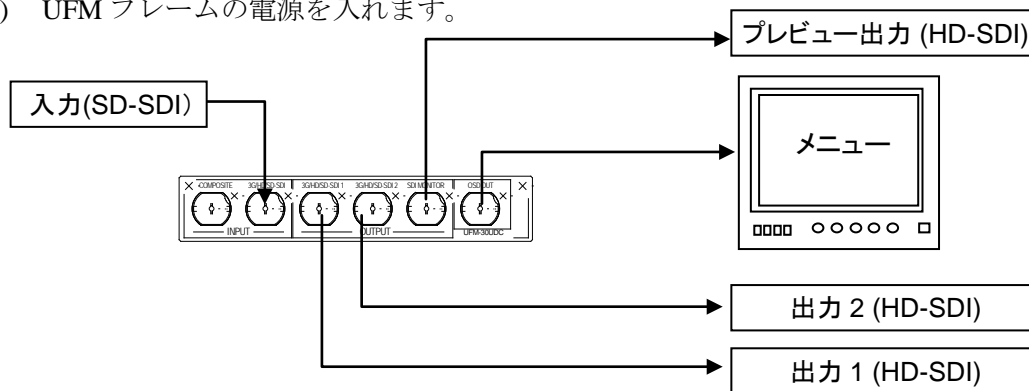 ) UFM フレームの電源を入れます。
プレビュー出力 (HD-SDI)
入力(SD-SDI）
メニュー
COMPOSITE 3G/HD/SD-SDI 3G/HD/SD-SDI 1 3G/HD/SD-SDI 2 SDI MONITOR OSD OUT
INPUT OUTPUT UFM-30UDC
出力 2 (HD-SDI)
出力 1 (HD-SDI)